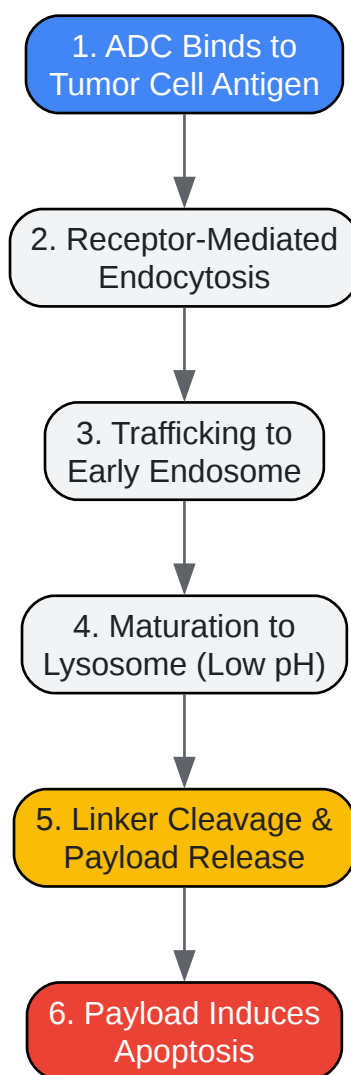 1. ADC Binds to
Tumor Cell Antigen
2. Receptor-Mediated
Endocytosis
3. Trafficking to
Early Endosome
4. Maturation to
Lysosome (Low pH)
5. Linker Cleavage &
Payload Release
6. Payload Induces
Apoptosis